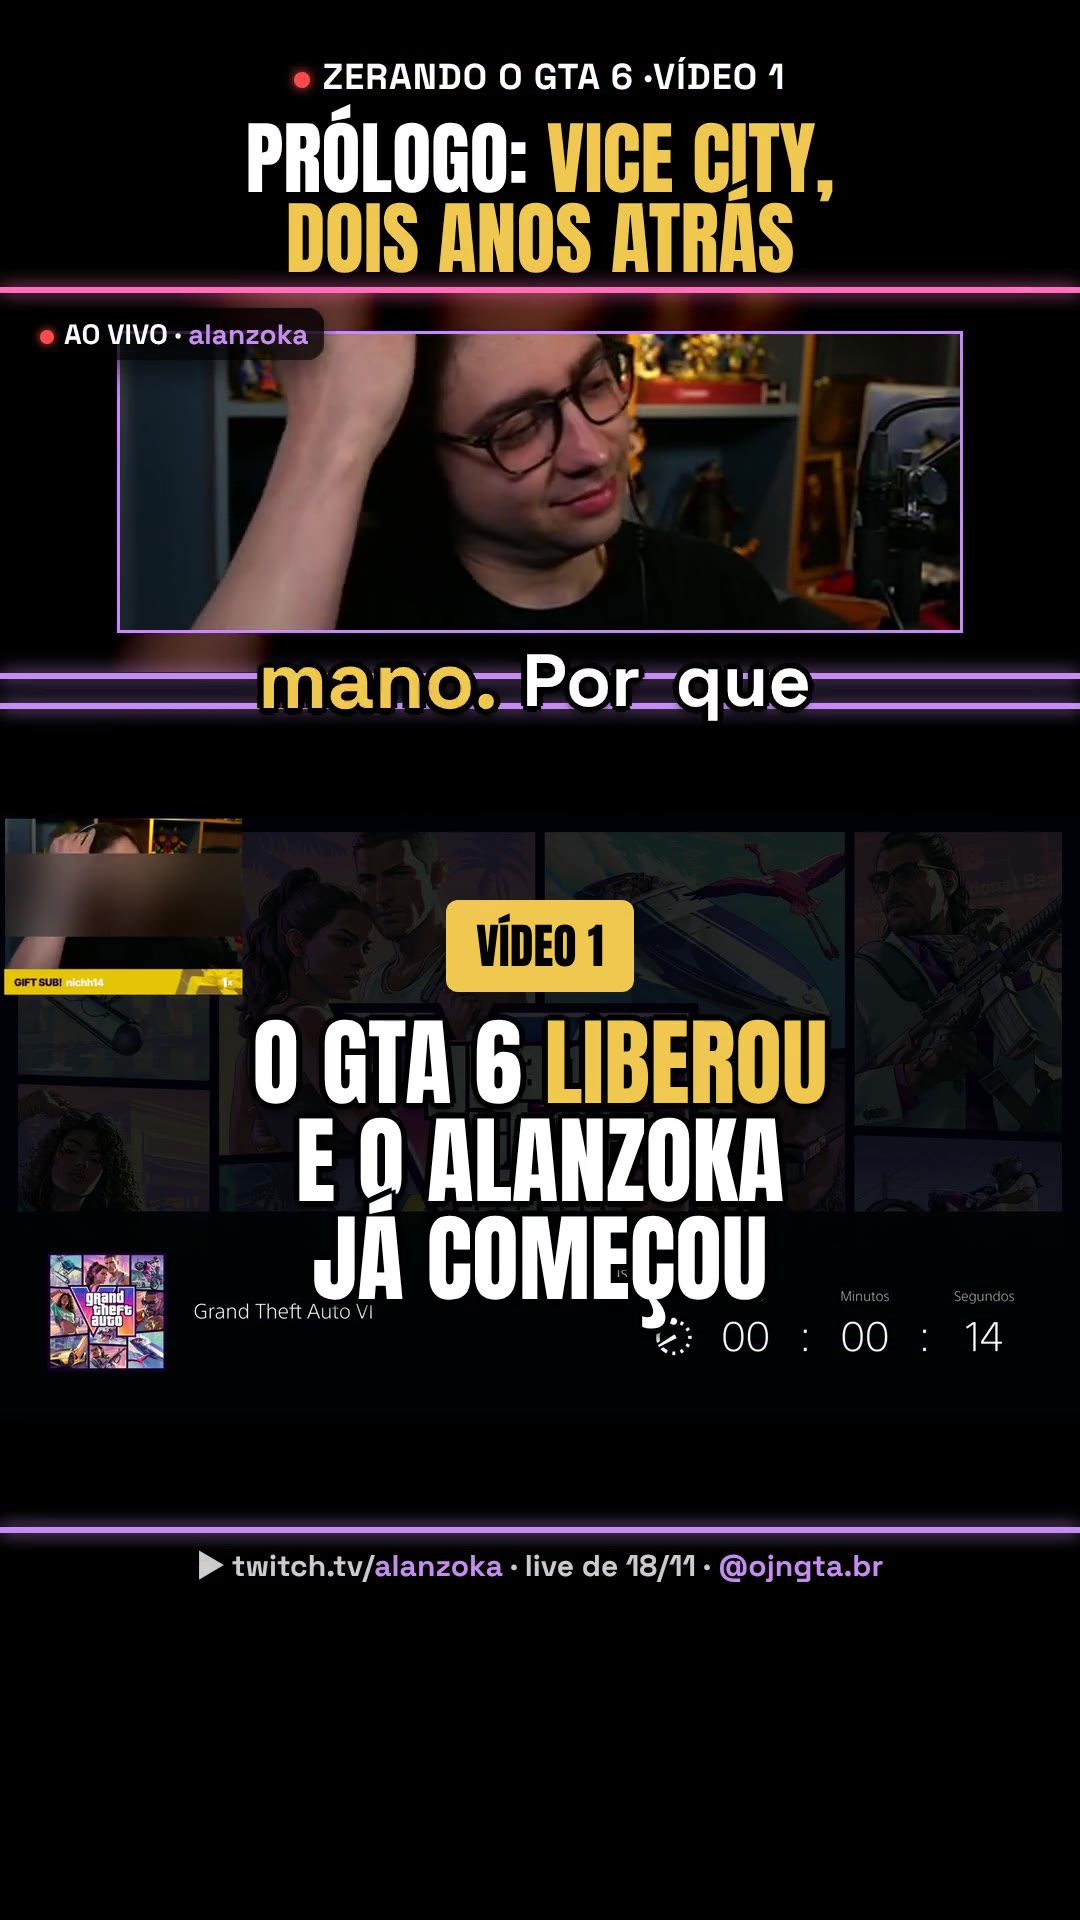 ZERANDO O GTA 6 ·VÍDEO 1
PRÓLOGO: VICE CITY,
DOIS ANOS ATRÁS
AO VIVO · alanzoka
mano. Por que
GIFT SUB! nichh14
1x
VÍDEO 1
O GTA 6 LIBEROU
E O ALANZOKA
JÁ COMEÇOU
grand
theft
auto
VI
Grand Theft Auto VI
Minutos
Segundos
00 : 00 : 14
▶ twitch.tv/alanzoka · live de 18/11 · @ojngta.br